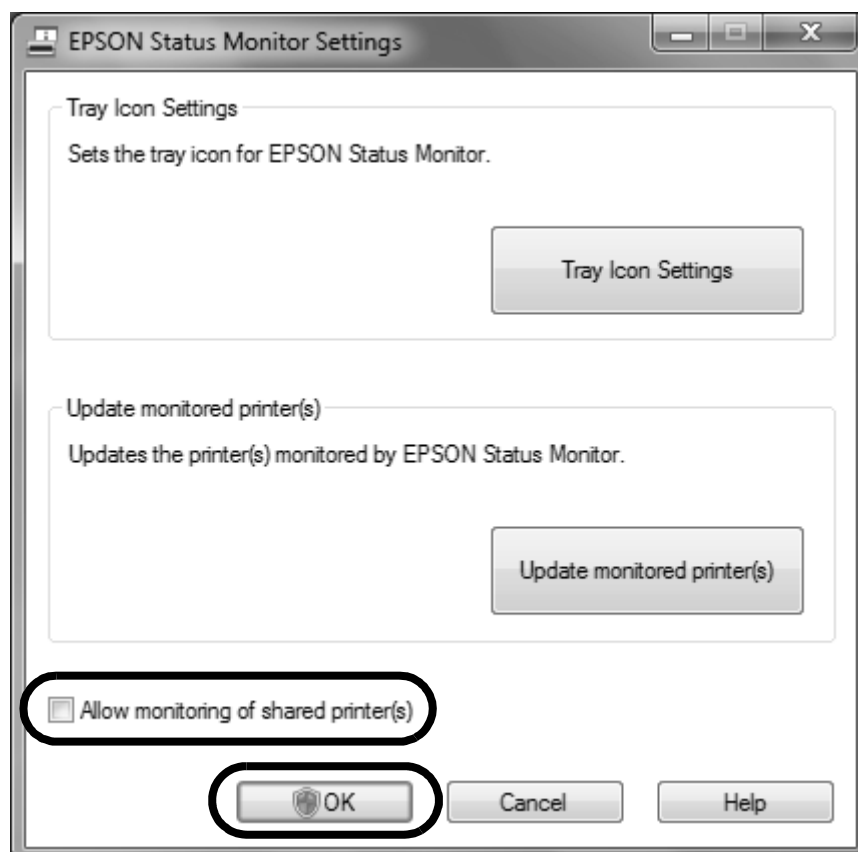 EPSON Status Monitor Settings
Tray Icon Settings
Sets the tray icon for EPSON Status Monitor.
Tray Icon Settings
Update monitored printer(s)
Updates the printer(s) monitored by EPSON Status Monitor.
Update monitored printer(s)
Allow monitoring of shared printer(s)
OK Cancel Help